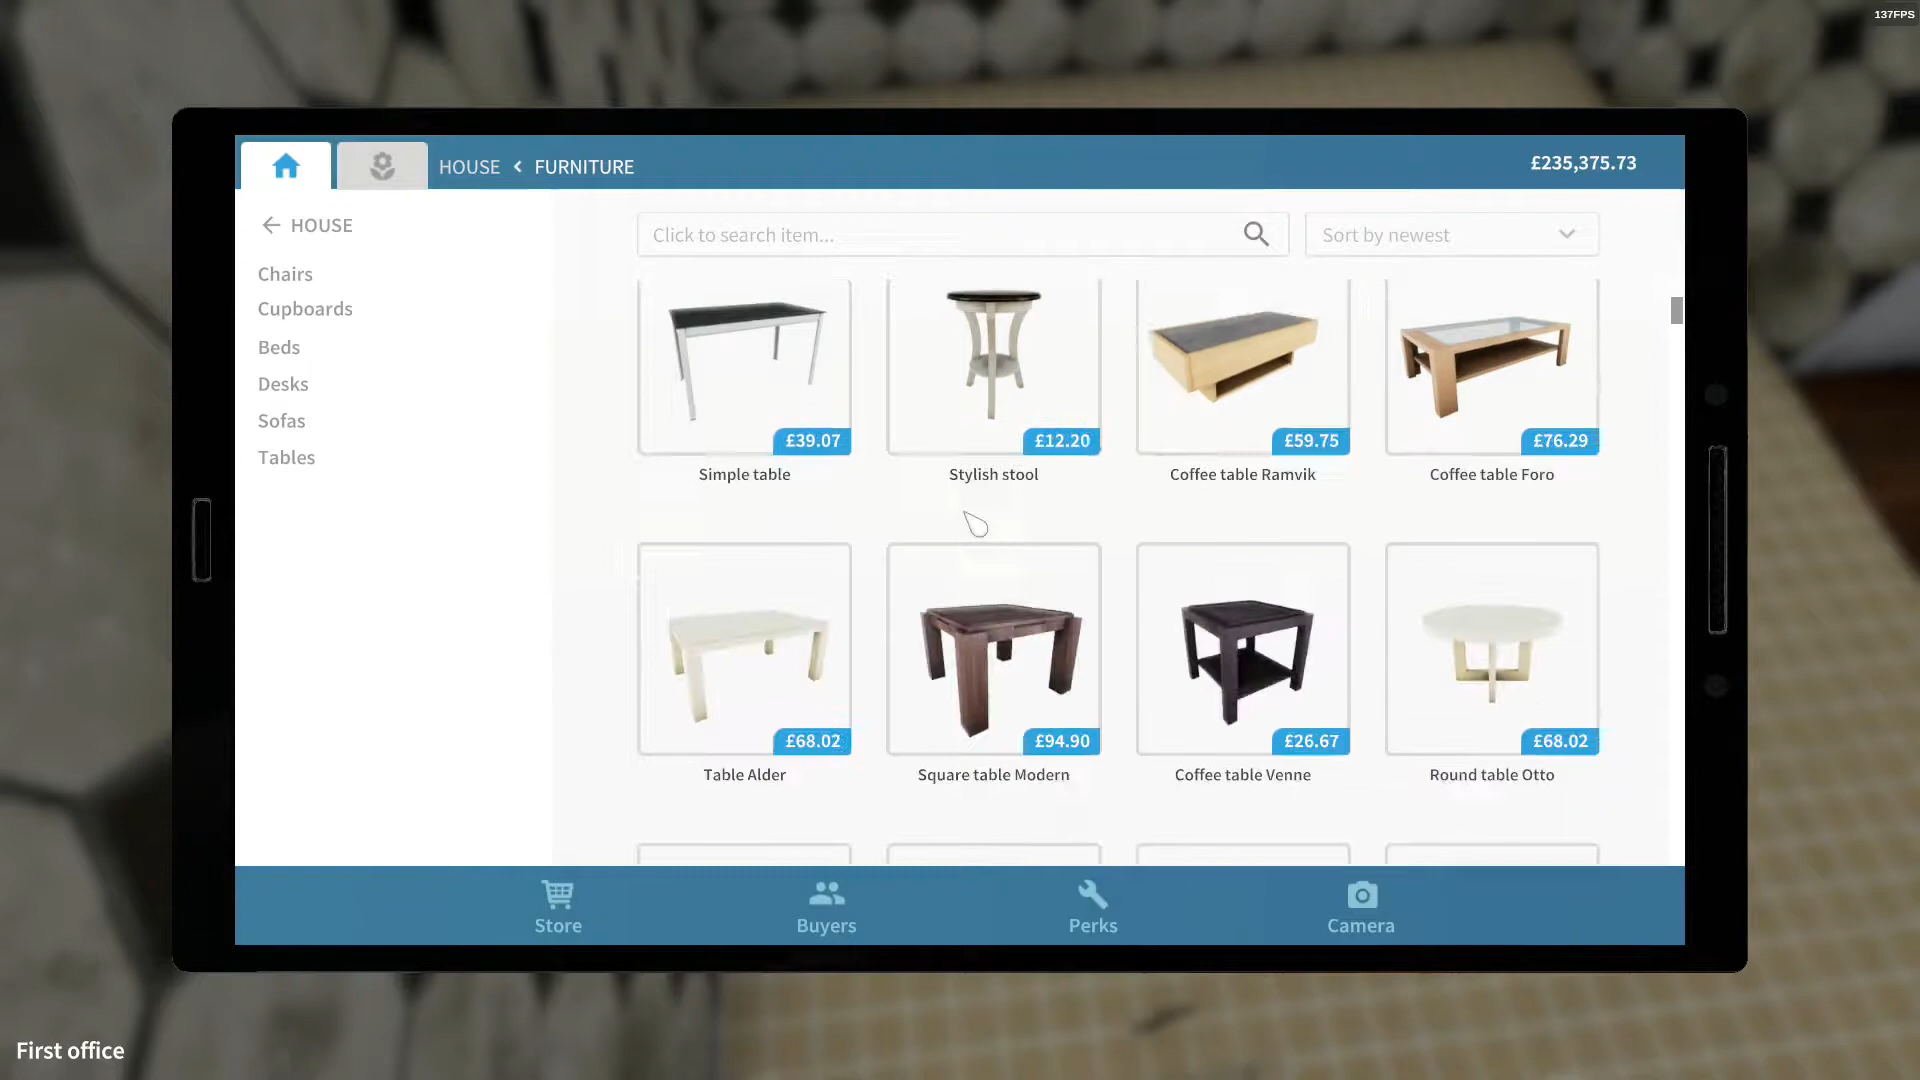 137FPS
HOUSE < FURNITURE
£235,375.73
HOUSE
Click to search item...
Sort by newest
Chairs
Cupboards
Beds
Desks
Sofas
Tables
£39.07
£12.20
£59.75
£76.29
Simple table
Stylish stool
Coffee table Ramvik
Coffee table Foro
£68.02
£94.90
£26.67
£68.02
Table Alder
Square table Modern
Coffee table Venne
Round table Otto
Store
Buyers
Perks
Camera
First office